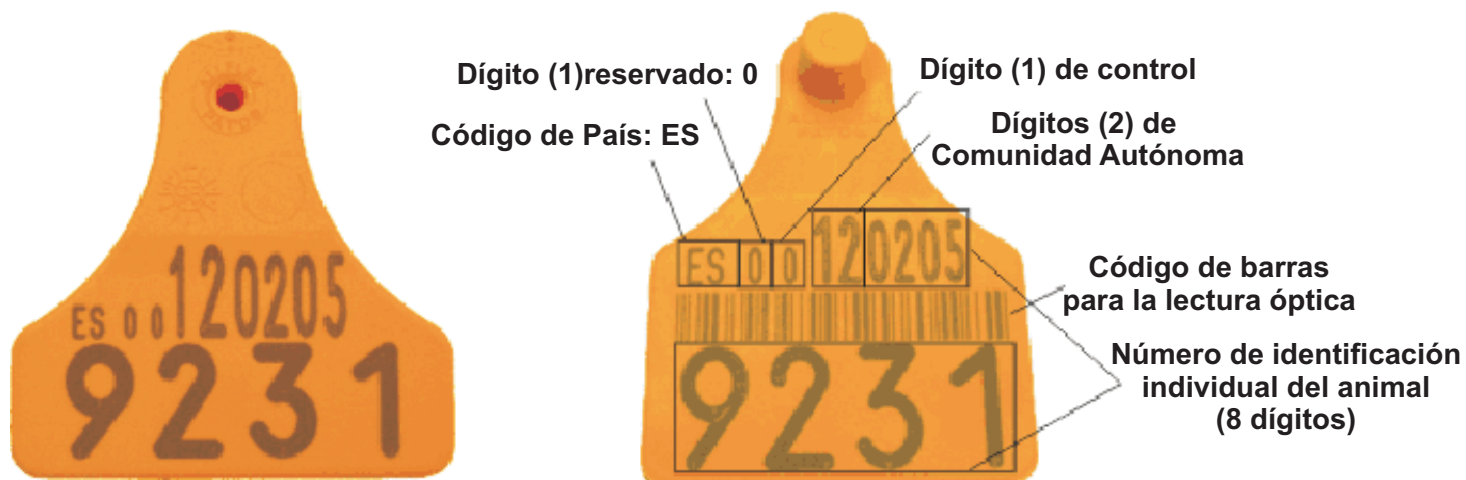 ES 0 0 120205
9231
Dígito (1)reservado: 0
Código de País: ES
Dígito (1) de control
Dígitos (2) de
Comunidad Autónoma
ES 0 0 120205
9231
Código de barras
para la lectura óptica
Número de identificación
individual del animal
(8 dígitos)